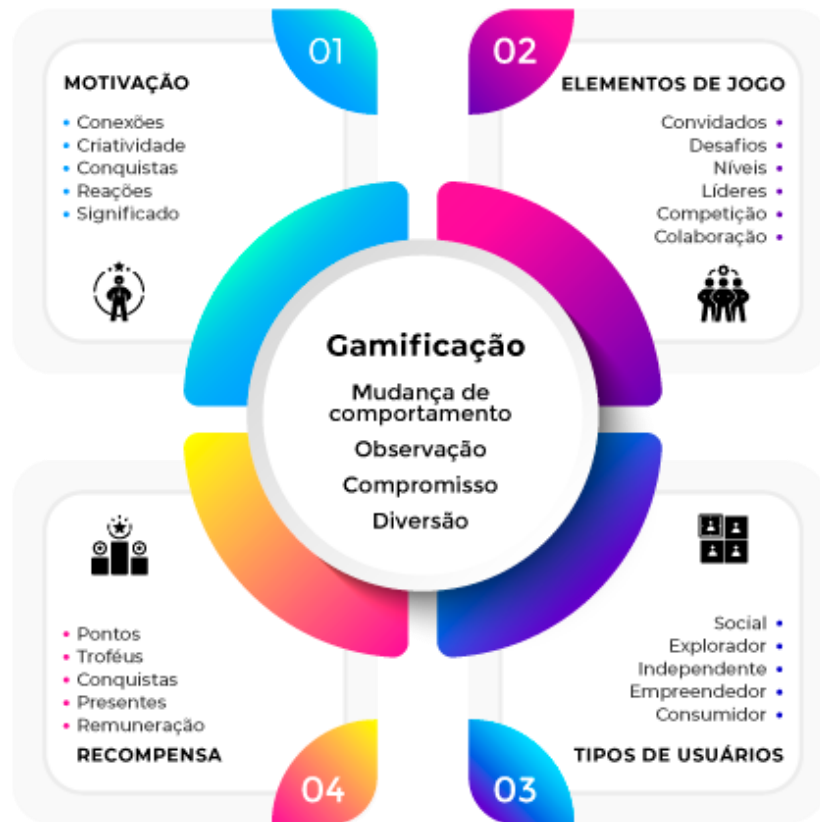 01
MOTIVAÇÃO
Conexões
Criatividade
Conquistas
Reações
Significado
02
ELEMENTOS DE JOGO
Convidados
Desafios
Níveis
Líderes
Competição
Colaboração
Gamificação
Mudança de
comportamento
Observação
Compromisso
Diversão
Pontos
Troféus
Conquistas
Presentes
Remuneração
RECOMPENSA
04
Social
Explorador
Independente
Empreendedor
Consumidor
TIPOS DE USUÁRIOS
03